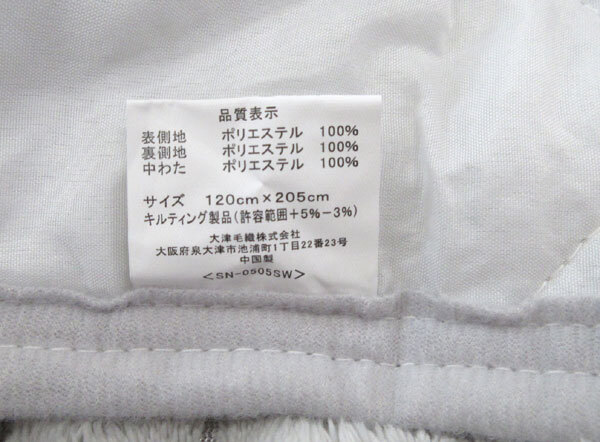 品質表示
表側地 ポリエステル 100%
裏側地 ポリエステル 100%
中わた ポリエステル 100%
サイズ 120cm×205cm
キルティング製品(許容範囲+5%−3%)
大津毛織株式会社
大阪府泉大津市池浦町1丁目22番23号
中国製
<SN-0505SW>